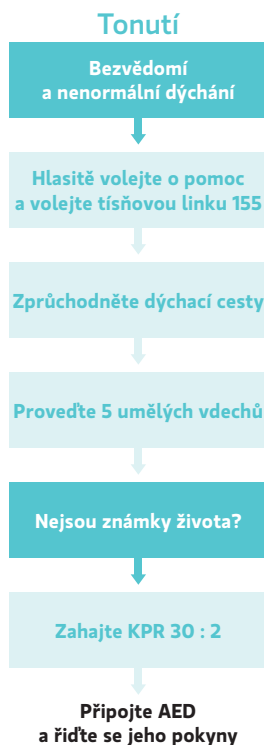 Tonutí
Bezvědomí
a nenormální dýchání
Hlasitě volejte o pomoc
a volejte tísňovou linku 155
Zprůchodněte dýchací cesty
Proveďte 5 umělých vdechů
Nejsou známky života?
Zahajte KPR 30 : 2
Připojte AED
a řiďte se jeho pokyny